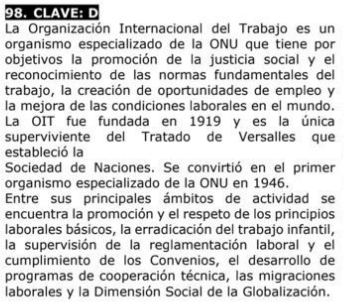 98. CLAVE: D
La Organización Internacional del Trabajo es un
organismo especializado de la ONU que tiene por
objetivos la promoción de la justicia social y el
reconocimiento de las normas fundamentales del
trabajo, la creación de oportunidades de empleo y
la mejora de las condiciones laborales en el mundo.
La OIT fue fundada en 1919 y es la única
superviviente del Tratado de Versalles que
estableció la
Sociedad de Naciones. Se convirtió en el primer
organismo especializado de la ONU en 1946.
Entre sus principales ámbitos de actividad se
encuentra la promoción y el respeto de los principios
laborales básicos, la erradicación del trabajo infantil,
la supervisión de la reglamentación laboral y el
cumplimiento de los Convenios, el desarrollo de
programas de cooperación técnica, las migraciones
laborales y la Dimensión Social de la Globalización.